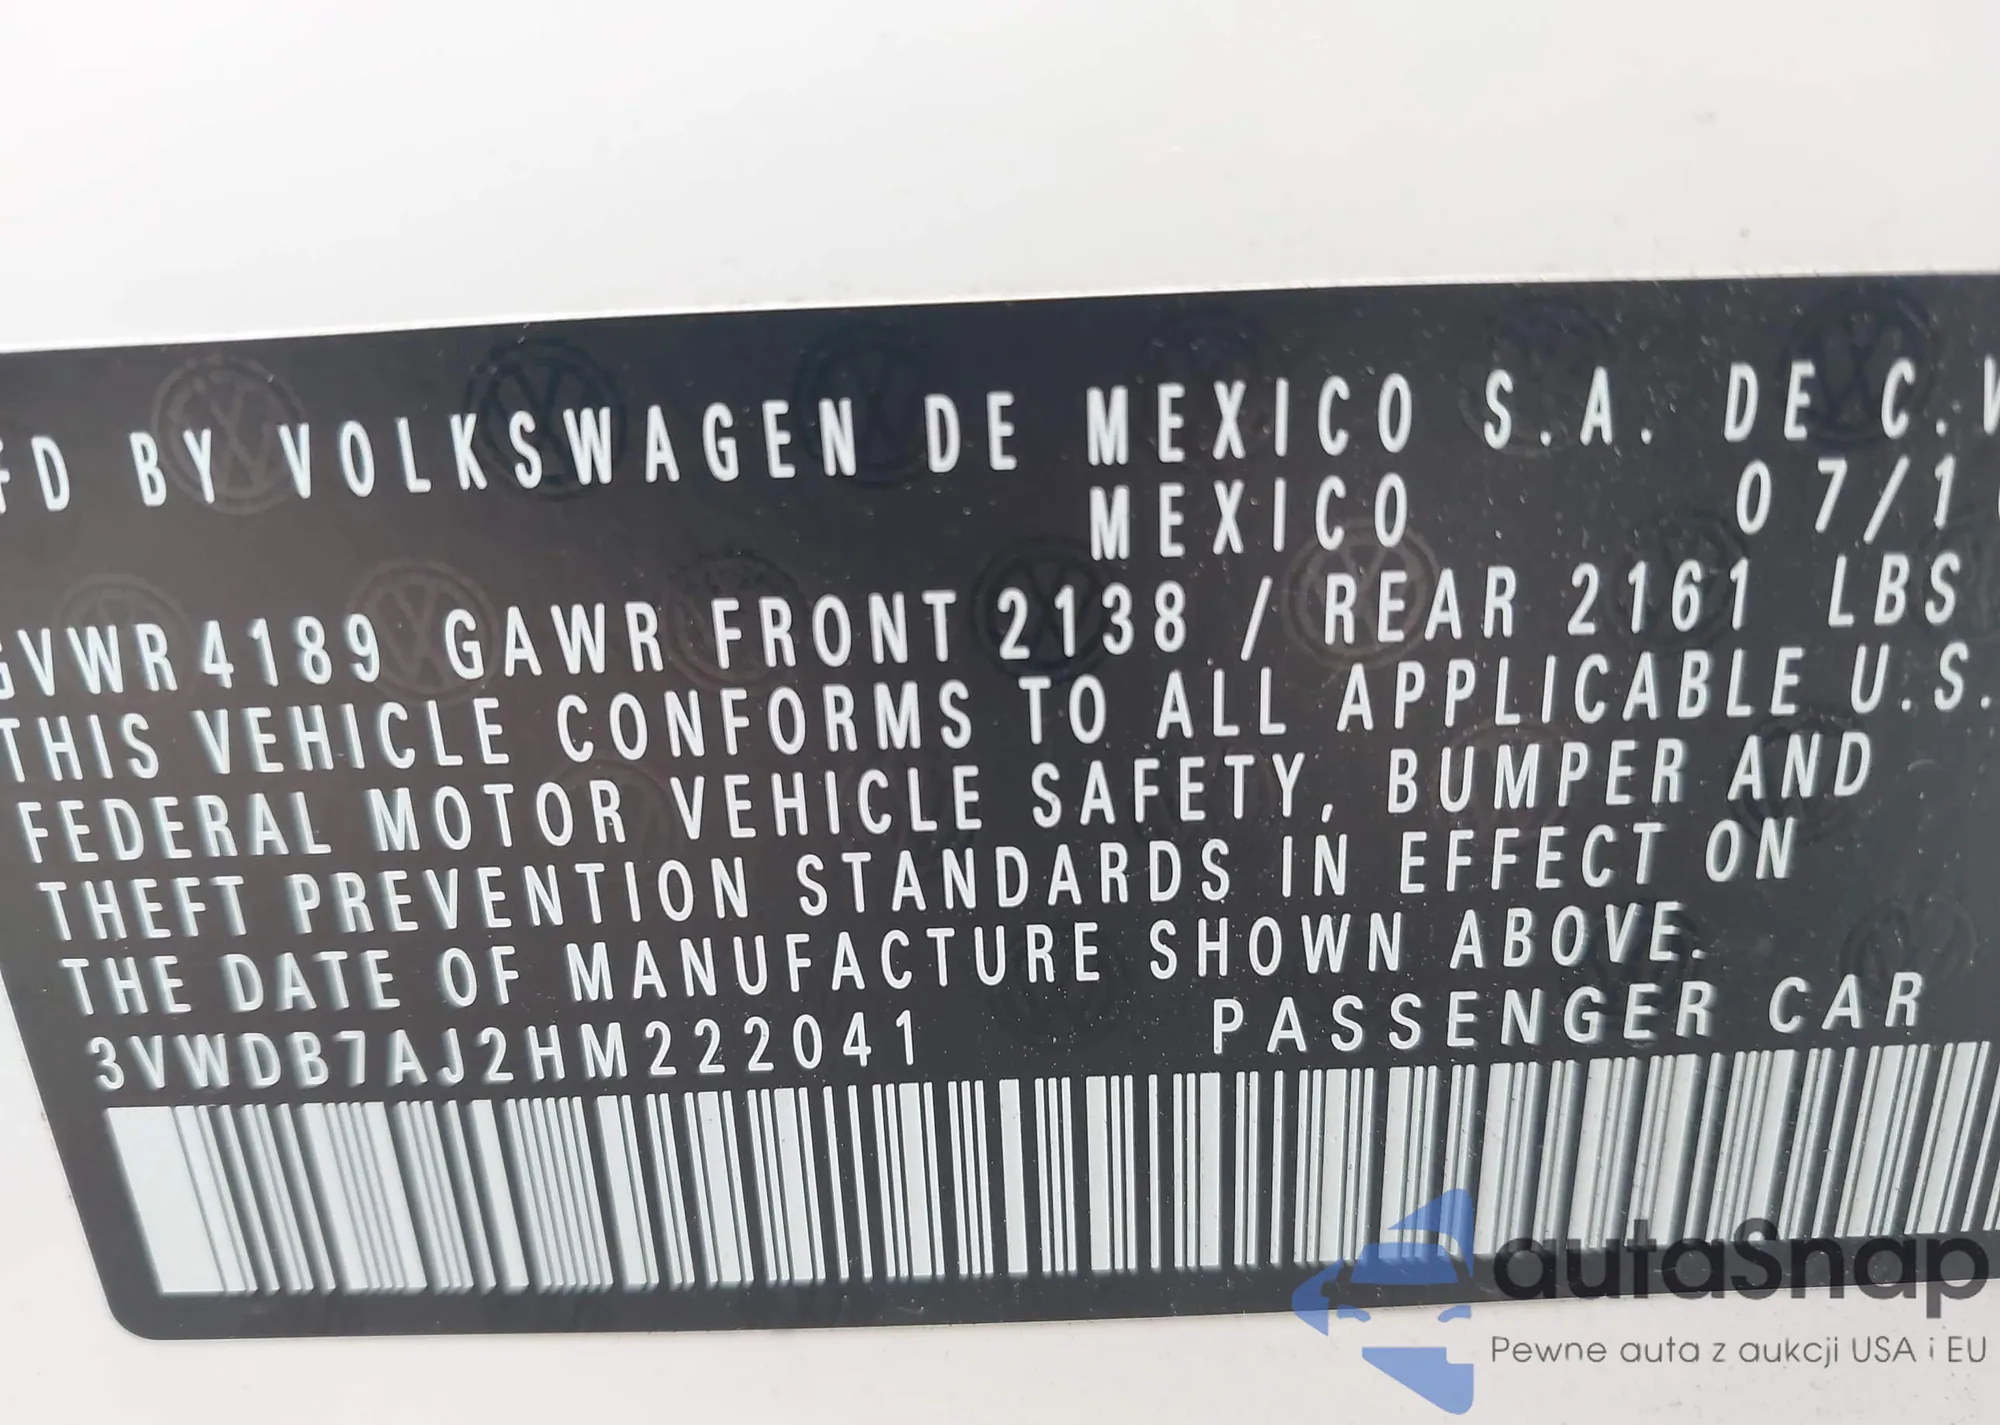 FD BY VOLKSWAGEN DE MEXICO S.A. DE C.V
MEXICO 07/1
GVWR 4189 GAWR FRONT 2138 / REAR 2161 LBS
THIS VEHICLE CONFORMS TO ALL APPLICABLE U.S.
FEDERAL MOTOR VEHICLE SAFETY, BUMPER AND
THEFT PREVENTION STANDARDS IN EFFECT ON
THE DATE OF MANUFACTURE SHOWN ABOVE.
3VWDB7AJ2HM222041 PASSENGER CAR
autaSnap
Pewne auta z aukcji USA i EU